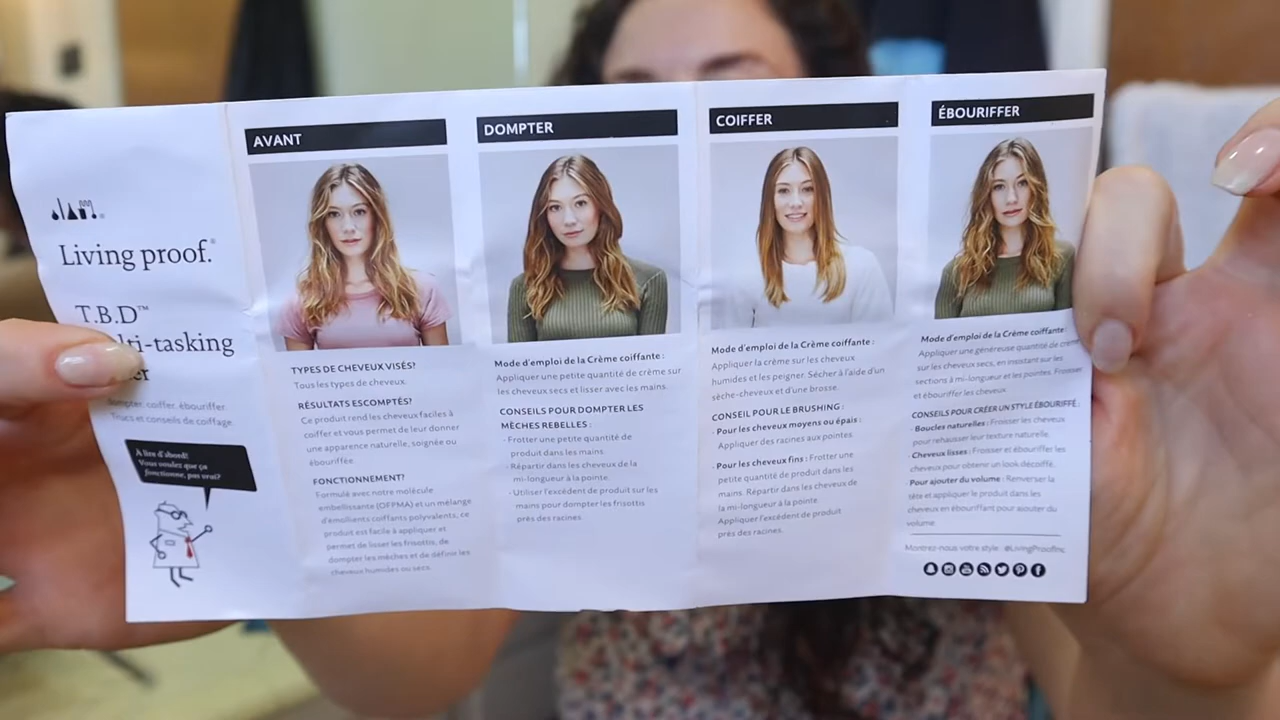 Living proof.®
T.B.D™
lti-tasking
er
dompter. coiffer. ébouriffer.
Trucs et conseils de coiffage.
À lire d'abord!
Vous voulez que ça
fonctionne, pas vrai?
AVANT
TYPES DE CHEVEUX VISÉS?
Tous les types de cheveux.
RÉSULTATS ESCOMPTÉS?
Ce produit rend les cheveux faciles à
coiffer et vous permet de leur donner
une apparence naturelle, soignée ou
ébouriffée.
FONCTIONNEMENT?
Formulé avec notre molécule
embellissante (OFPMA) et un mélange
d'émollients coiffants polyvalents, ce
produit est facile à appliquer et
permet de lisser les frisottis, de
dompter les mèches et de définir les
cheveux humides ou secs.
DOMPTER
Mode d'emploi de la Crème coiffante :
Appliquer une petite quantité de crème sur
les cheveux secs et lisser avec les mains.
CONSEILS POUR DOMPTER LES
MÈCHES REBELLES :
· Frotter une petite quantité de
produit dans les mains.
· Répartir dans les cheveux de la
mi-longueur à la pointe.
· Utiliser l'excédent de produit sur les
mains pour dompter les frisottis
près des racines.
COIFFER
Mode d'emploi de la Crème coiffante :
Appliquer la crème sur les cheveux
humides et les peigner. Sécher à l'aide d'un
sèche-cheveux et d'une brosse.
CONSEIL POUR LE BRUSHING :
· Pour les cheveux moyens ou épais :
Appliquer des racines aux pointes.
· Pour les cheveux fins : Frotter une
petite quantité de produit dans les
mains. Répartir dans les cheveux de
la mi-longueur à la pointe.
Appliquer l'excédent de produit
près des racines.
ÉBOURIFFER
Mode d'emploi de la Crème coiffante :
Appliquer une généreuse quantité de crème
sur les cheveux secs, en insistant sur les
sections à mi-longueur et les pointes. Froisser
et ébouriffer les cheveux.
CONSEILS POUR CRÉER UN STYLE ÉBOURIFFÉ :
· Boucles naturelles : Froisser les cheveux
pour rehausser leur texture naturelle.
· Cheveux lisses : Froisser et ébouriffer les
cheveux pour obtenir un look décoiffé.
Pour ajouter du volume : Renverser la
tête et appliquer le produit dans les
cheveux en ébouriffant pour ajouter du
volume.
Montrez-nous votre style : @LivingProofInc